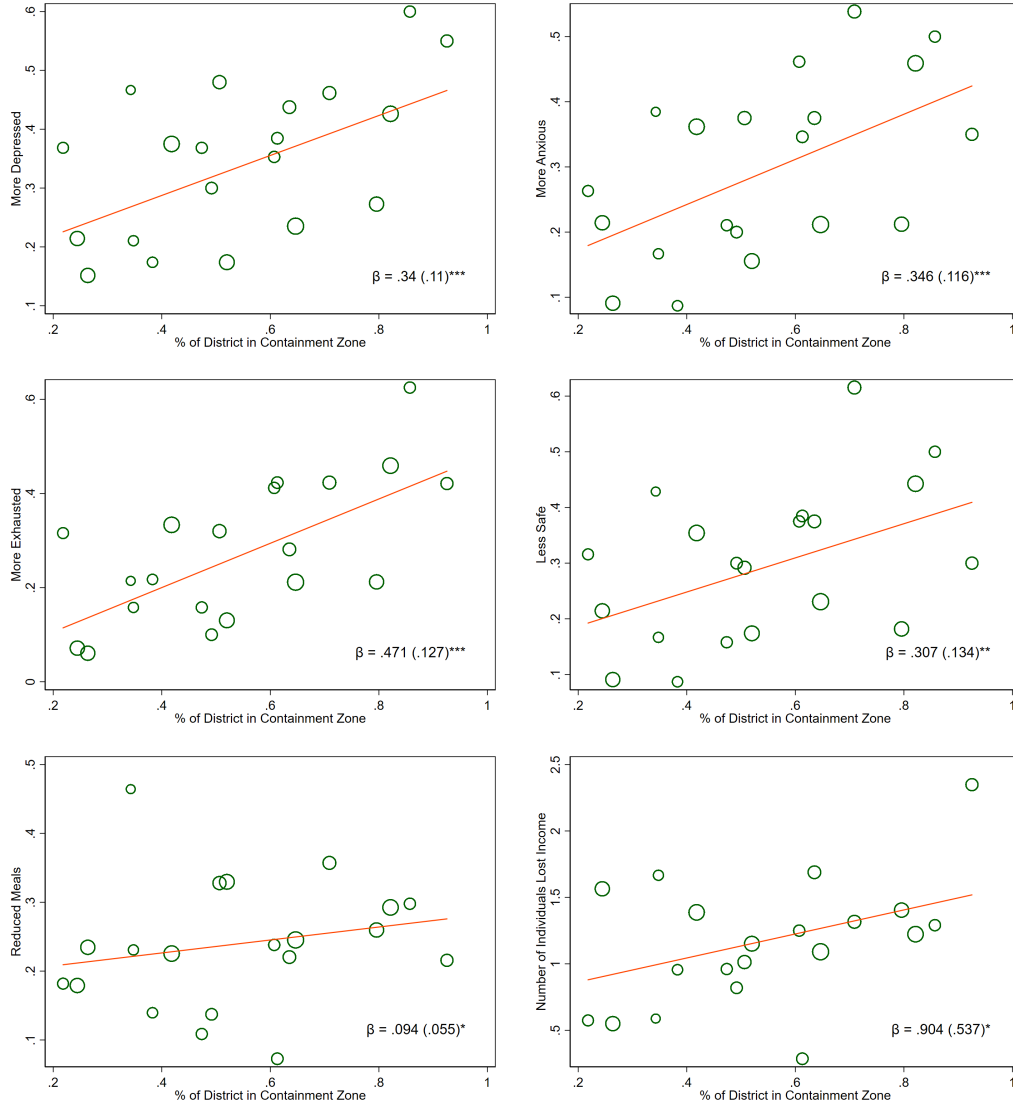 .6
.5
.4
.3
.2
.1
More Depressed
β = .34 (.11)***
.2 .4 .6 .8 1
% of District in Containment Zone
.5
.4
.3
.2
.1
More Anxious
β = .346 (.116)***
.2 .4 .6 .8 1
% of District in Containment Zone
.6
.4
.2
0
More Exhausted
β = .471 (.127)***
.2 .4 .6 .8 1
% of District in Containment Zone
.6
.5
.4
.3
.2
.1
Less Safe
β = .307 (.134)**
.2 .4 .6 .8 1
% of District in Containment Zone
.5
.4
.3
.2
.1
Reduced Meals
β = .094 (.055)*
.2 .4 .6 .8 1
% of District in Containment Zone
2.5
2
1.5
1
.5
Number of Individuals Lost Income
β = .904 (.537)*
.2 .4 .6 .8 1
% of District in Containment Zone